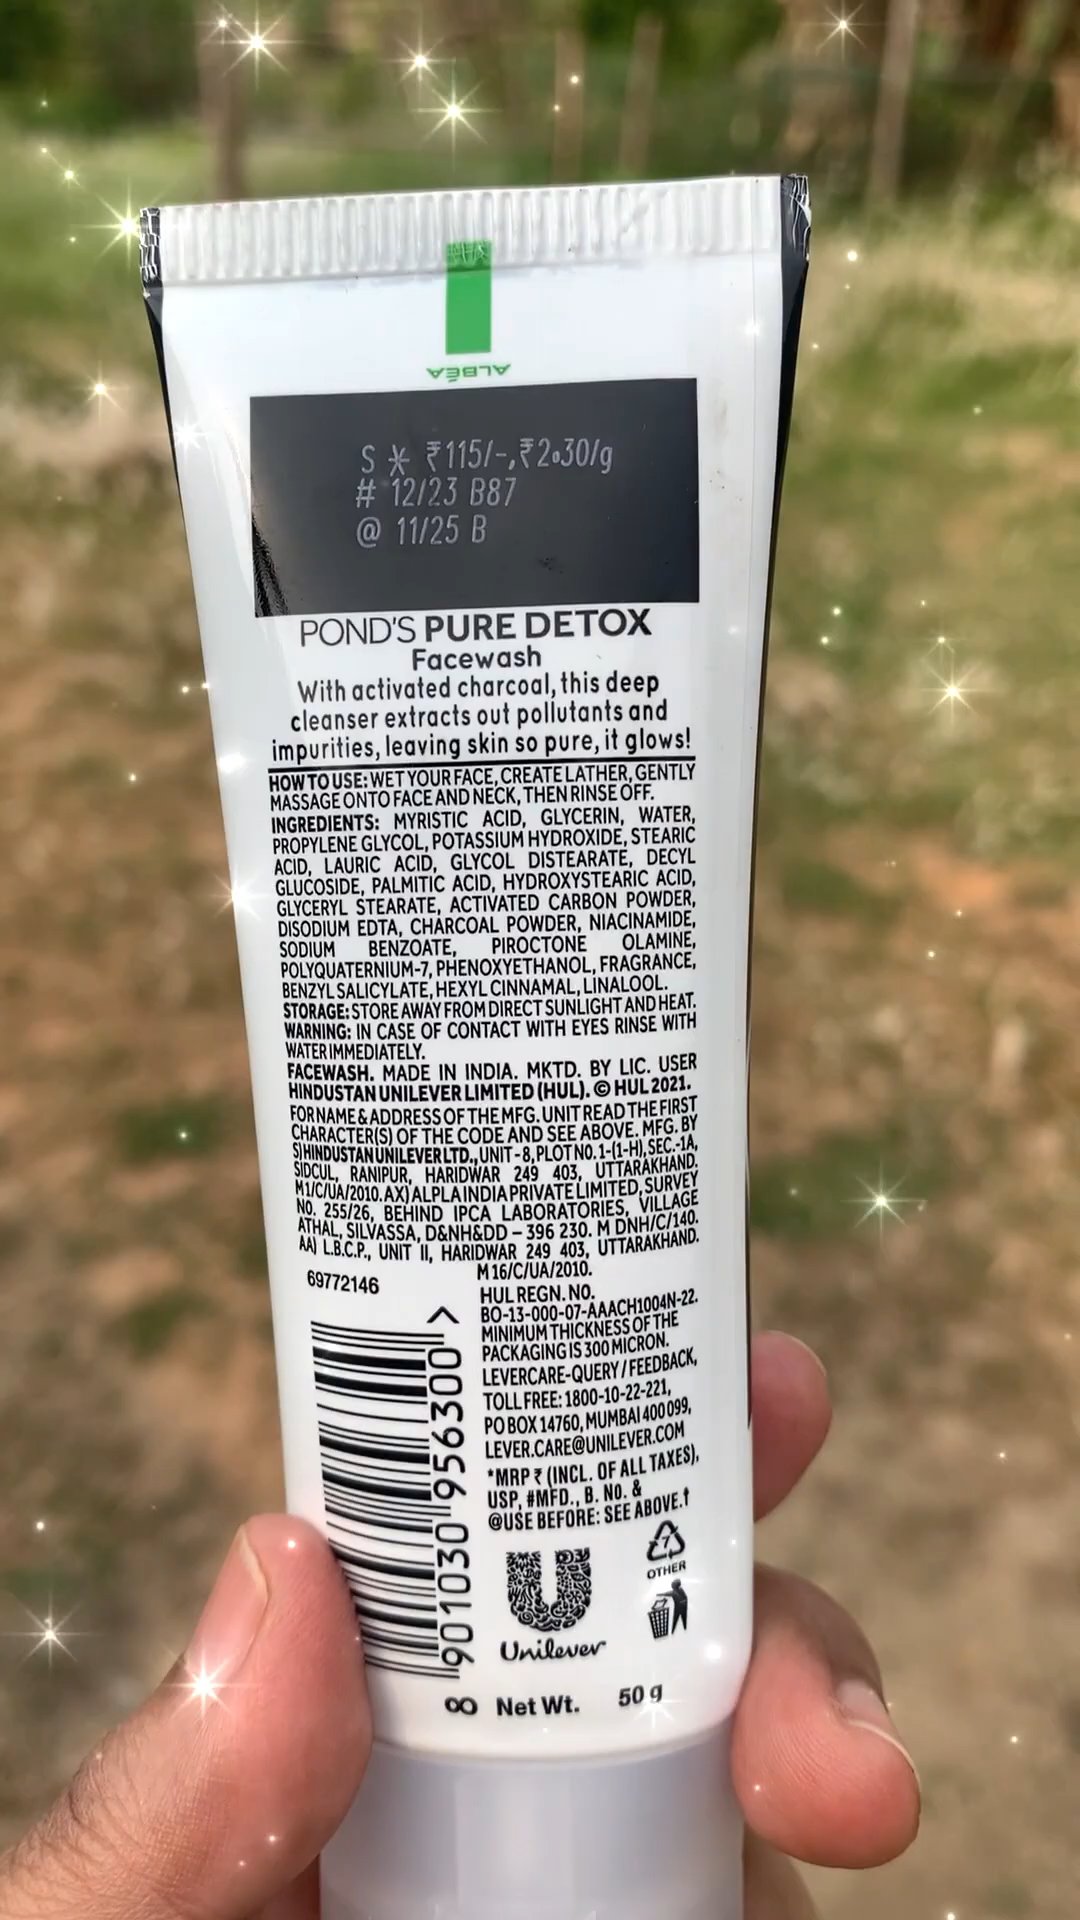 ALBÉA
S * ₹115/-,₹2.30/g
# 12/23 B87
@ 11/25 B
POND'S PURE DETOX
Facewash
With activated charcoal, this deep
cleanser extracts out pollutants and
impurities, leaving skin so pure, it glows!
HOW TO USE: WET YOUR FACE, CREATE LATHER, GENTLY
MASSAGE ONTO FACE AND NECK, THEN RINSE OFF.
INGREDIENTS: MYRISTIC ACID, GLYCERIN, WATER,
PROPYLENE GLYCOL, POTASSIUM HYDROXIDE, STEARIC
ACID, LAURIC ACID, GLYCOL DISTEARATE, DECYL
GLUCOSIDE, PALMITIC ACID, HYDROXYSTEARIC ACID,
GLYCERYL STEARATE, ACTIVATED CARBON POWDER,
DISODIUM EDTA, CHARCOAL POWDER, NIACINAMIDE,
SODIUM BENZOATE, PIROCTONE OLAMINE,
POLYQUATERNIUM-7, PHENOXYETHANOL, FRAGRANCE,
BENZYL SALICYLATE, HEXYL CINNAMAL, LINALOOL.
STORAGE: STORE AWAY FROM DIRECT SUNLIGHT AND HEAT.
WARNING: IN CASE OF CONTACT WITH EYES RINSE WITH
WATER IMMEDIATELY.
FACEWASH. MADE IN INDIA. MKTD. BY LIC. USER
HINDUSTAN UNILEVER LIMITED (HUL). © HUL 2021.
FOR NAME & ADDRESS OF THE MFG. UNIT READ THE FIRST
CHARACTER(S) OF THE CODE AND SEE ABOVE. MFG. BY
S) HINDUSTAN UNILEVER LTD., UNIT - 8, PLOT NO. 1-(1-H), SEC.-1A,
SIDCUL, RANIPUR, HARIDWAR 249 403, UTTARAKHAND.
M 1/C/UA/2010. AX) ALPLA INDIA PRIVATE LIMITED, SURVEY
NO. 255/26, BEHIND IPCA LABORATORIES, VILLAGE
ATHAL, SILVASSA, D&NH&DD – 396 230. M DNH/C/140.
AA) L.B.C.P., UNIT II, HARIDWAR 249 403, UTTARAKHAND.
M 16/C/UA/2010.
69772146
HUL REGN. NO.
BO-13-000-07-AAACH1004N-22.
MINIMUM THICKNESS OF THE
PACKAGING IS 300 MICRON.
LEVERCARE-QUERY / FEEDBACK,
TOLL FREE: 1800-10-22-221,
PO BOX 14760, MUMBAI 400 099,
LEVER.CARE@UNILEVER.COM
*MRP ₹ (INCL. OF ALL TAXES),
USP, #MFD., B. NO. &
@USE BEFORE: SEE ABOVE.↑
8 901030 956300 >
7
OTHER
U
Unilever
Net Wt. 50 g